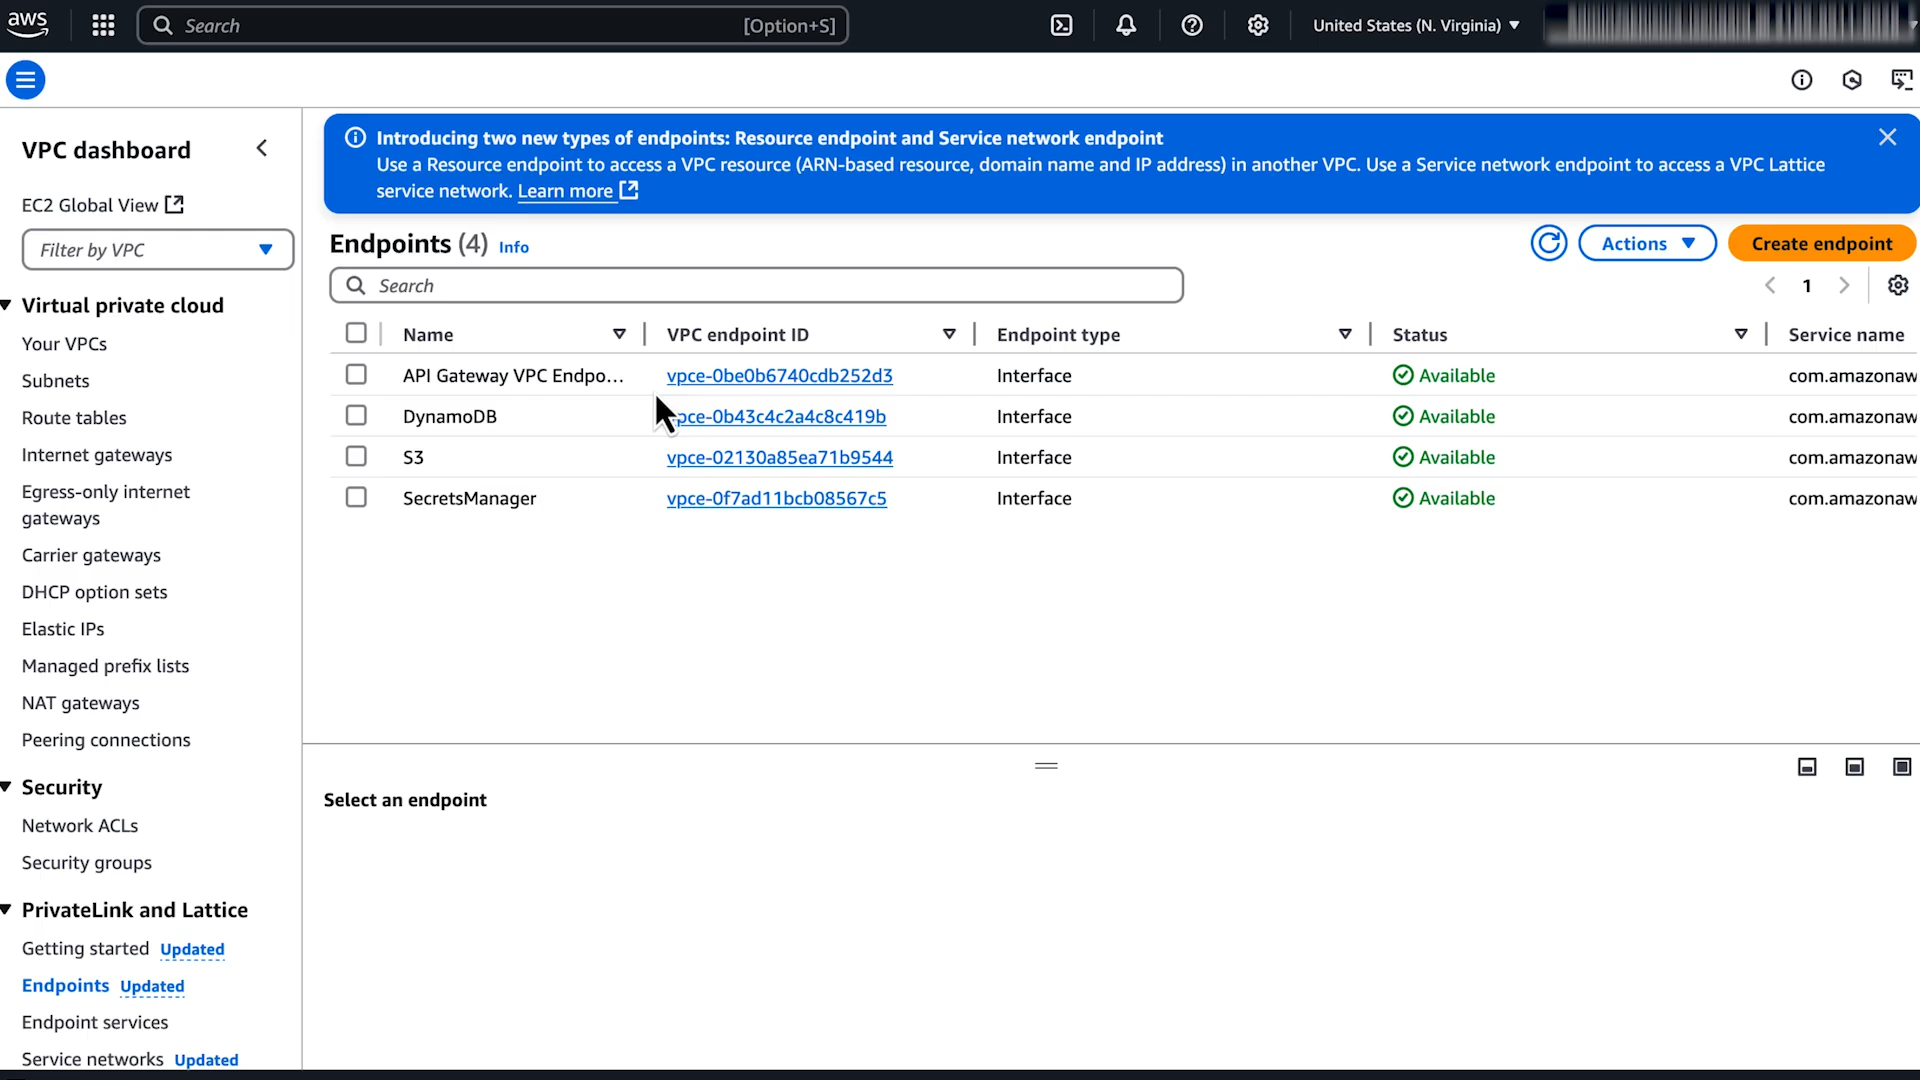 aws
Search
[Option+S]
United States (N. Virginia)
VPC dashboard
EC2 Global View
Filter by VPC
Virtual private cloud
Your VPCs
Subnets
Route tables
Internet gateways
Egress-only internet
gateways
Carrier gateways
DHCP option sets
Elastic IPs
Managed prefix lists
NAT gateways
Peering connections
Security
Network ACLs
Security groups
PrivateLink and Lattice
Getting started Updated
Endpoints Updated
Endpoint services
Service networks Updated
Introducing two new types of endpoints: Resource endpoint and Service network endpoint
Use a Resource endpoint to access a VPC resource (ARN-based resource, domain name and IP address) in another VPC. Use a Service network endpoint to access a VPC Lattice
service network. Learn more
Endpoints (4) Info
Actions
Create endpoint
Search
1
Name VPC endpoint ID Endpoint type Status Service name
API Gateway VPC Endpo... vpce-0be0b6740cdb252d3 Interface Available com.amazonaw
DynamoDB pce-0b43c4c2a4c8c419b Interface Available com.amazonaw
S3 vpce-02130a85ea71b9544 Interface Available com.amazonaw
SecretsManager vpce-0f7ad11bcb08567c5 Interface Available com.amazonaw
Select an endpoint